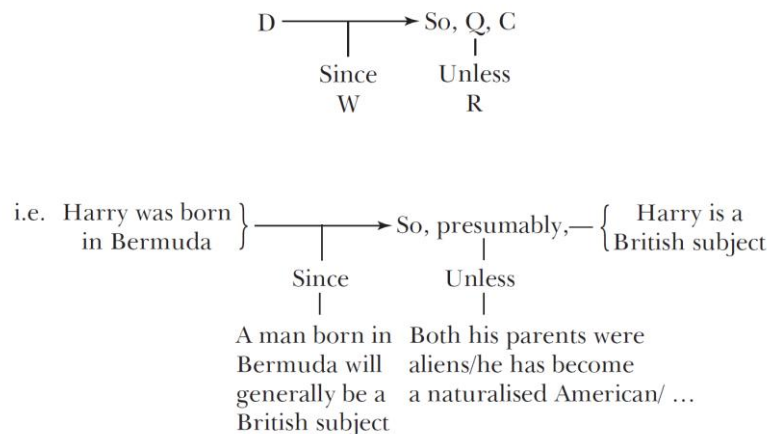 D So, Q, C
Since Unless
W R
i.e. Harry was born in Bermuda } So, presumably,— { Harry is a British subject
Since Unless
A man born in Both his parents were
Bermuda will aliens/he has become
generally be a a naturalised American/ ...
British subject